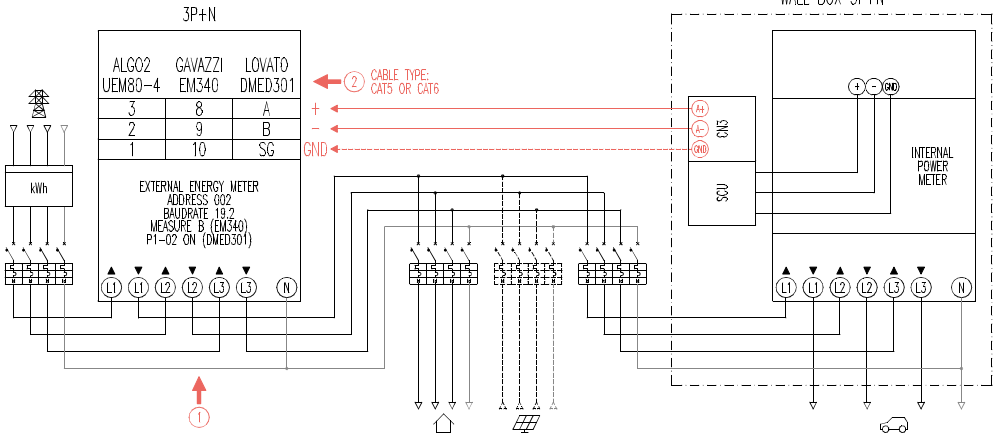 3P+N
WALL BOX 3P+N
ALGO2 GAVAZZI LOVATO
UEM80-4 EM340 DMED301
3 8 A
2 9 B
1 10 SG
+
-
GND
2 CABLE TYPE:
CAT5 OR CAT6
A+
A-
GND
CN3
SCU
+ - GND
INTERNAL
POWER
METER
kWh
EXTERNAL ENERGY METER
ADDRESS 002
BAUDRATE 19.2
MEASURE B (EM340)
P1-02 ON (DMED301)
L1 L1 L2 L2 L3 L3 N
L1 L1 L2 L2 L3 L3 N
1